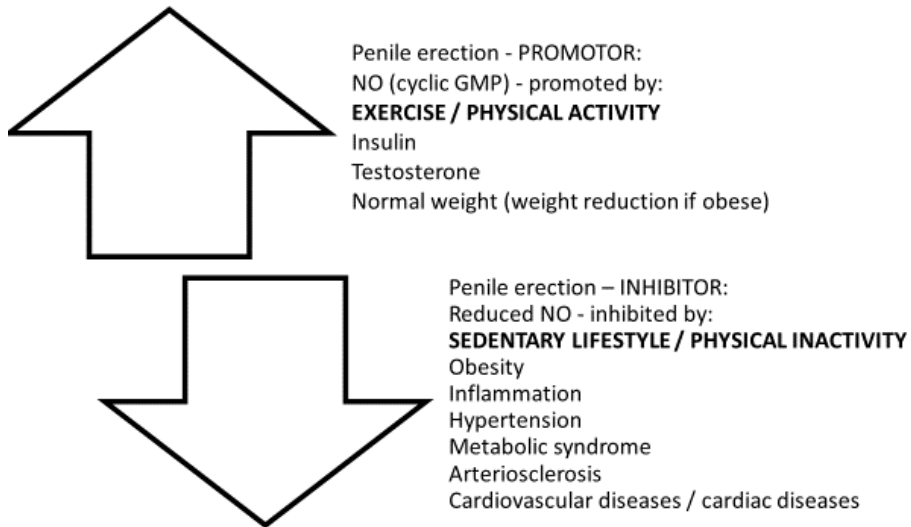 Penile erection - PROMOTOR:
NO (cyclic GMP) - promoted by:
EXERCISE / PHYSICAL ACTIVITY
Insulin
Testosterone
Normal weight (weight reduction if obese)
Penile erection – INHIBITOR:
Reduced NO - inhibited by:
SEDENTARY LIFESTYLE / PHYSICAL INACTIVITY
Obesity
Inflammation
Hypertension
Metabolic syndrome
Arteriosclerosis
Cardiovascular diseases / cardiac diseases